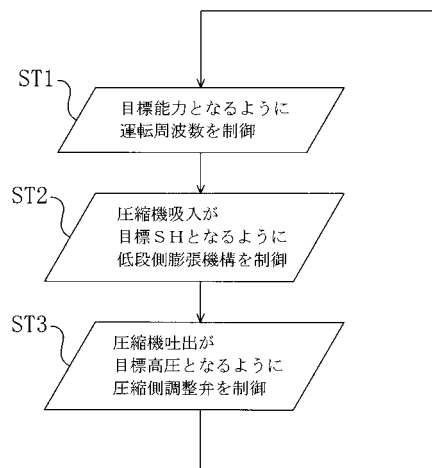 ST1
目標能力となるように
運転周波数を制御
ST2
圧縮機吸入が
目標ＳＨとなるように
低段側膨張機構を制御
ST3
圧縮機吐出が
目標高圧となるように
圧縮側調整弁を制御